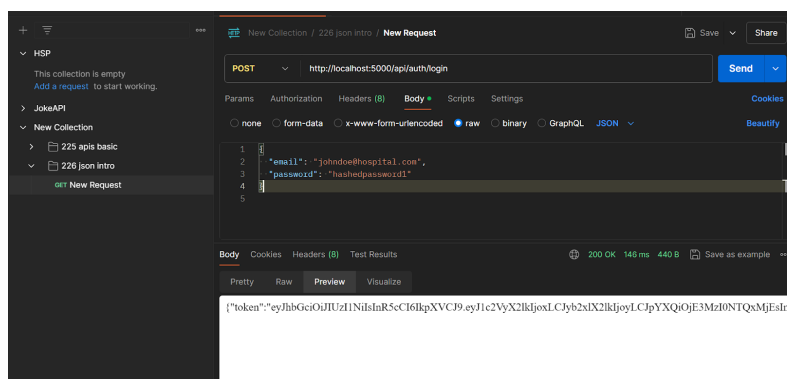 New Collection / 226 json intro / New Request
Save
Share
HSP
This collection is empty
Add a request to start working.
JokeAPI
New Collection
225 apis basic
226 json intro
GET New Request
POST
http://localhost:5000/api/auth/login
Send
Params Authorization Headers (8) Body Scripts Settings Cookies
none form-data x-www-form-urlencoded raw binary GraphQL JSON Beautify
1 {
2 "email": "johndoe@hospital.com",
3 "password": "hashedpassword1"
4 }
5
Body Cookies Headers (8) Test Results 200 OK 146 ms 440 B Save as example
Pretty Raw Preview Visualize
{"token":"eyJhbGciOiJIUzI1NiIsInR5cCI6IkpXVCJ9.eyJ1c2VyX2lkIjoxLCJyb2xlX2lkIjoyLCJpYXQiOjE3MzI0NTQxMjEsIn